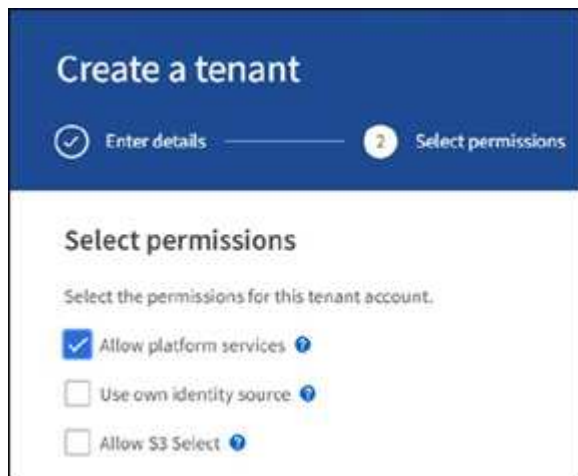 Create a tenant
Enter details
2 Select permissions
Select permissions
Select the permissions for this tenant account.
Allow platform services ?
Use own identity source ?
Allow S3 Select ?